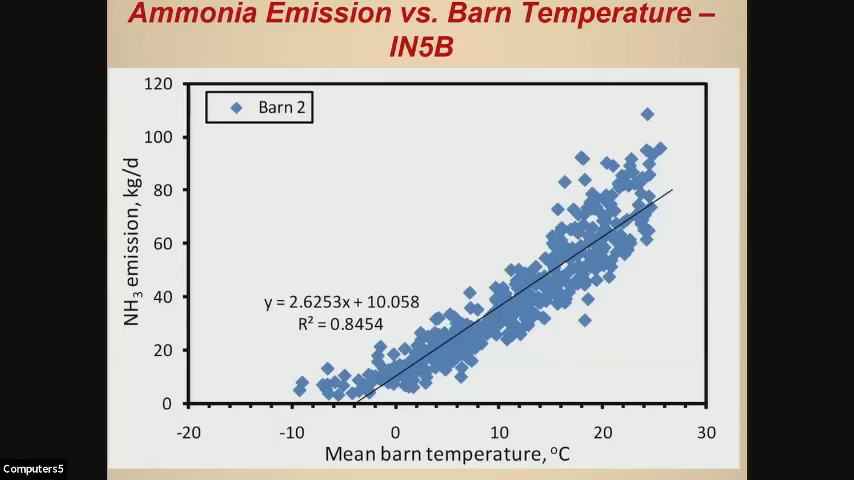 Ammonia Emission vs. Barn Temperature –
IN5B
120
Barn 2
100
80
60
40
20
0
NH₃ emission, kg/d
y = 2.6253x + 10.058
R² = 0.8454
-20 -10 0 10 20 30
Mean barn temperature, ⁰C
Computers5